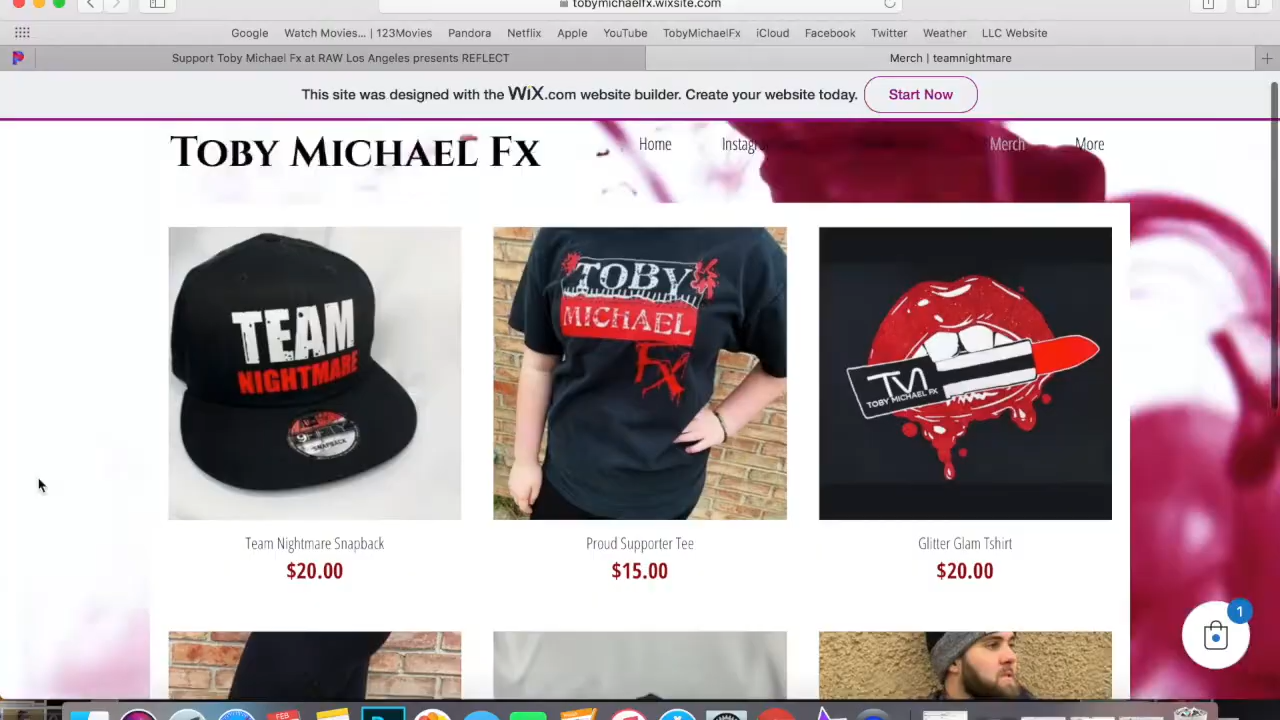 tobymichaelfx.wixsite.com
Google Watch Movies... | 123Movies Pandora Netflix Apple YouTube TobyMichaelFx iCloud Facebook Twitter Weather LLC Website
Support Toby Michael Fx at RAW Los Angeles presents REFLECT
Merch | teamnightmare
This site was designed with the WiX.com website builder. Create your website today. Start Now
Toby Michael Fx
Home Merch More
TEAM
NIGHTMARE
SNAPBACK
TOBY
MICHAEL
Fx
TM
TOBY MICHAEL FX
Team Nightmare Snapback
$20.00
Proud Supporter Tee
$15.00
Glitter Glam Tshirt
$20.00
1
FEB